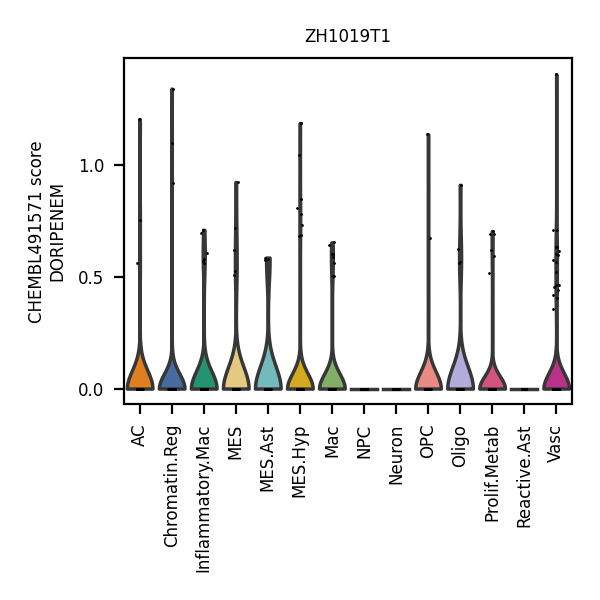 ZH1019T1
CHEMBL491571 score
DORIPENEM
1.0
0.5
0.0
AC
Chromatin.Reg
Inflammatory.Mac
MES
MES.Ast
MES.Hyp
Mac
NPC
Neuron
OPC
Oligo
Prolif.Metab
Reactive.Ast
Vasc